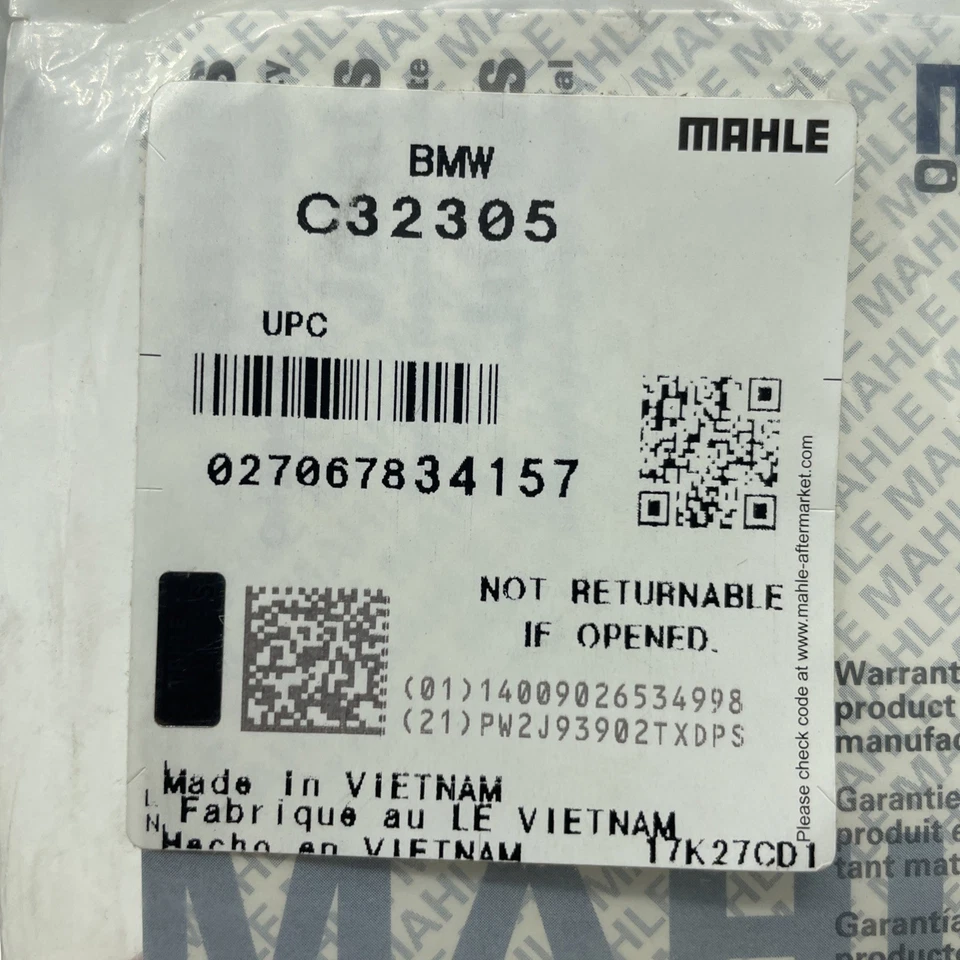 MAHLE
BMW
C32305
UPC
027067834157
NOT RETURNABLE
IF OPENED.
(01)14009026534998
(21)PW2J93902TXDPS
Please check code at www.mahle-aftermarket.com
Made in VIETNAM
Fabrique au LE VIETNAM
Hecho en VIETNAM
17K27CD1
Warrant
product
manufac
Garantie
produit é
tant mat
Garantía
MAHL